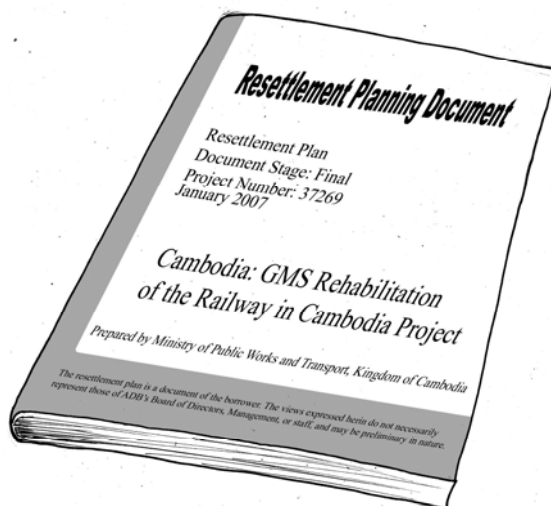 Resettlement Planning Document
Resettlement Plan
Document Stage: Final
Project Number: 37269
January 2007
Cambodia: GMS Rehabilitation
of the Railway in Cambodia Project
Prepared by Ministry of Public Works and Transport, Kingdom of Cambodia
The resettlement plan is a document of the borrower. The views expressed herin do not necessarily
represent those of ADB's Board of Directors, Management, or staff, and may be preliminary in nature.